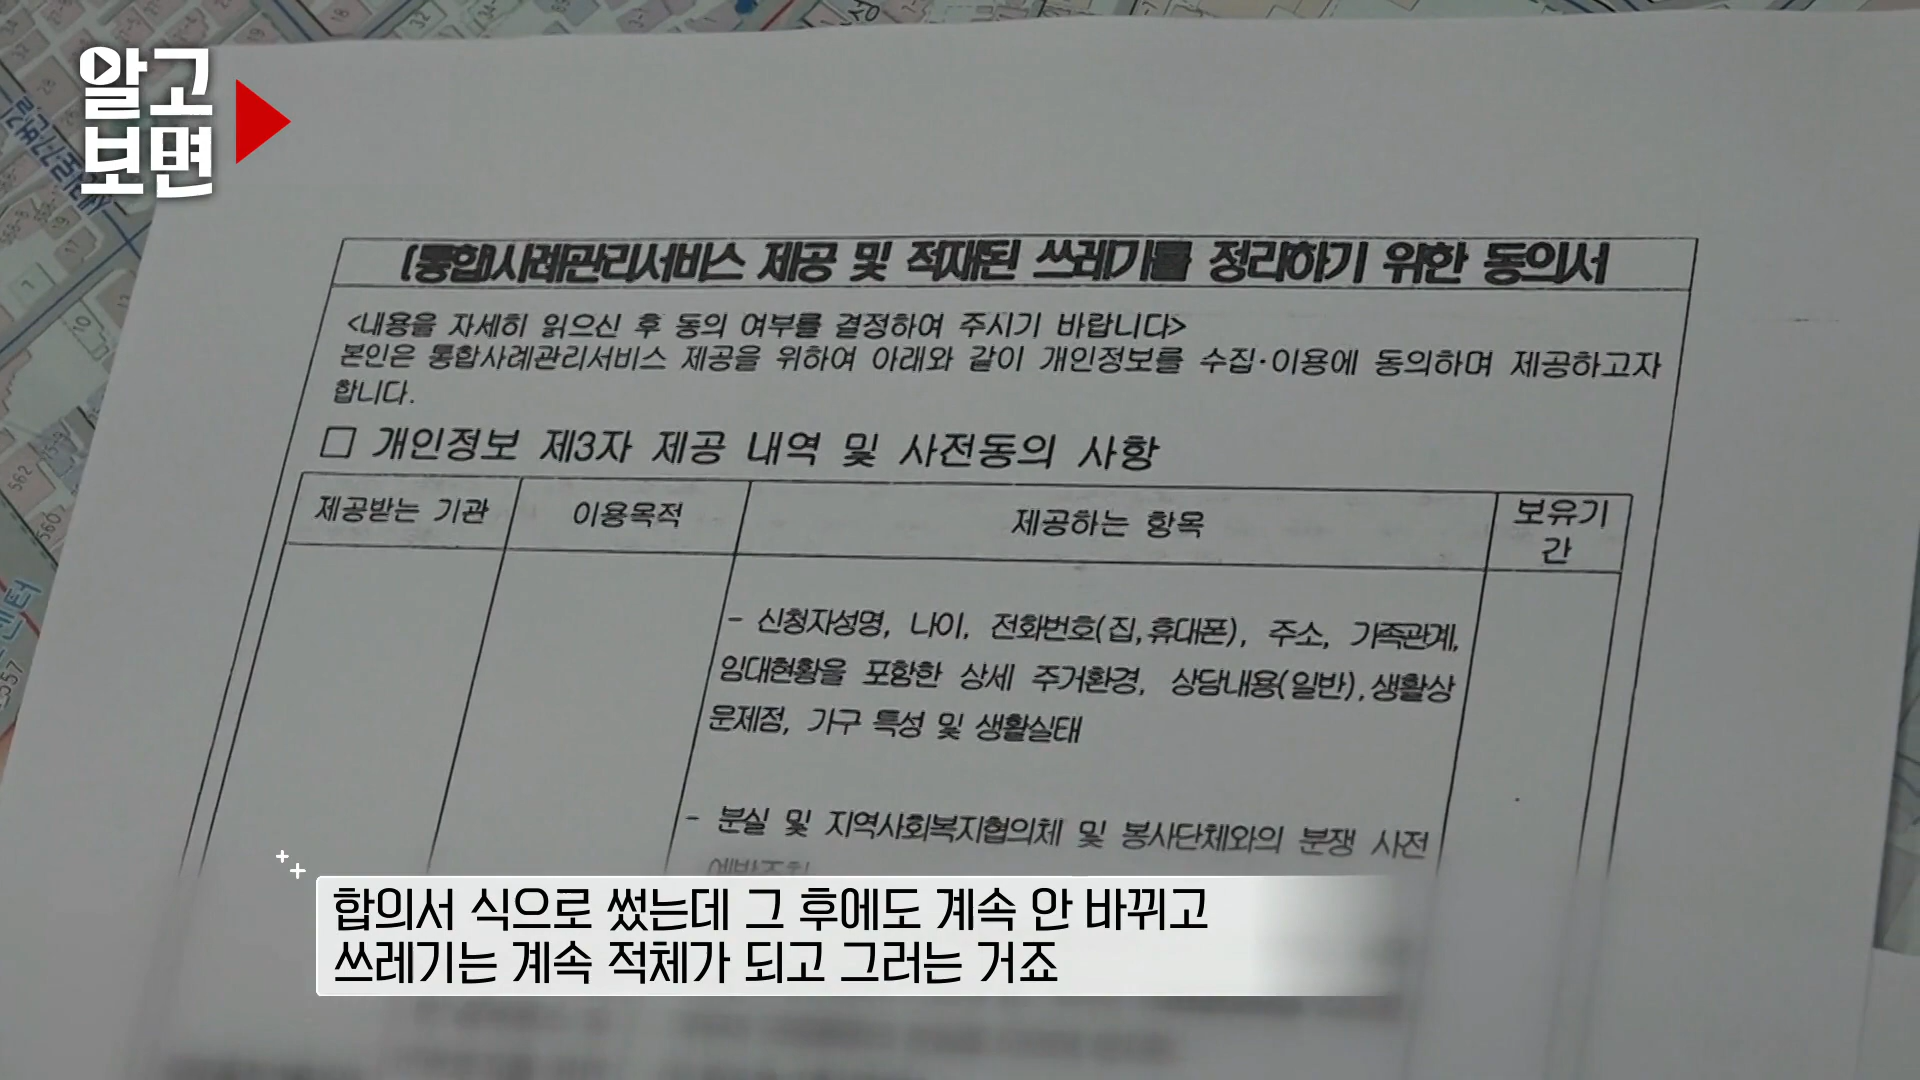 알고
보면
(통합)사례관리서비스 제공 및 적재된 쓰레기를 정리하기 위한 동의서
<내용을 자세히 읽으신 후 동의 여부를 결정하여 주시기 바랍니다>
본인은 통합사례관리서비스 제공을 위하여 아래와 같이 개인정보를 수집·이용에 동의하며 제공하고자
합니다.
□ 개인정보 제3자 제공 내역 및 사전동의 사항
제공받는 기관 이용목적 제공하는 항목 보유기
간
- 신청자성명, 나이, 전화번호(집,휴대폰), 주소, 가족관계,
임대현황을 포함한 상세 주거환경, 상담내용(일반),생활상
문제점, 가구 특성 및 생활실태
- 분실 및 지역사회복지협의체 및 봉사단체와의 분쟁 사전
합의서 식으로 썼는데 그 후에도 계속 안 바뀌고
쓰레기는 계속 적체가 되고 그러는 거죠